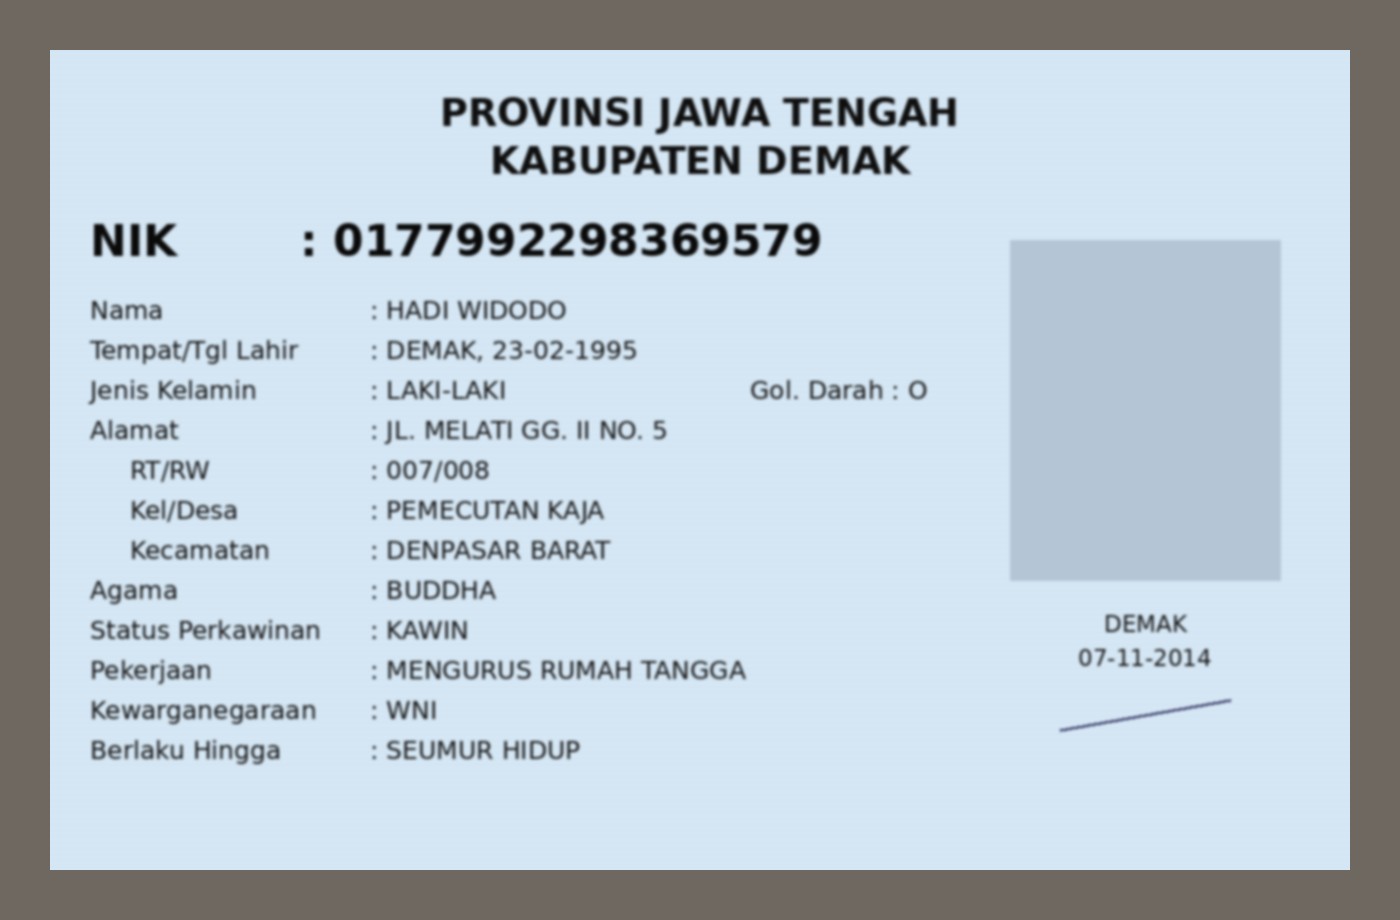 PROVINSI JAWA TENGAH
KABUPATEN DEMAK
NIK : 0177992298369579
Nama : HADI WIDODO
Tempat/Tgl Lahir : DEMAK, 23-02-1995
Jenis Kelamin : LAKI-LAKI Gol. Darah : O
Alamat : JL. MELATI GG. II NO. 5
RT/RW : 007/008
Kel/Desa : PEMECUTAN KAJA
Kecamatan : DENPASAR BARAT
Agama : BUDDHA
Status Perkawinan : KAWIN
Pekerjaan : MENGURUS RUMAH TANGGA
Kewarganegaraan : WNI
Berlaku Hingga : SEUMUR HIDUP
DEMAK
07-11-2014